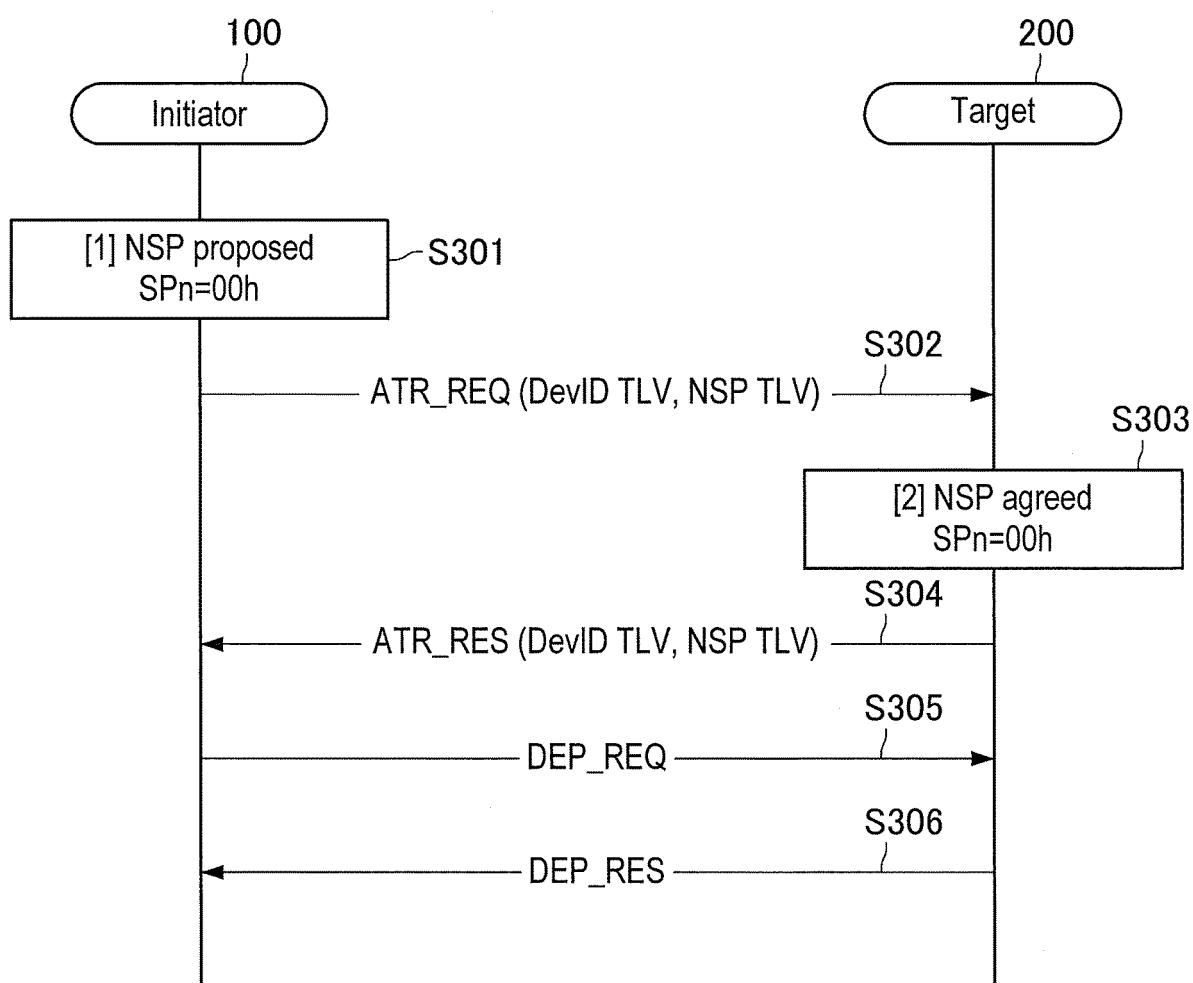 100
200
Initiator
Target
[1] NSP proposed
SPn=00h
S301
S302
ATR_REQ (DevID TLV, NSP TLV)
S303
[2] NSP agreed
SPn=00h
S304
ATR_RES (DevID TLV, NSP TLV)
S305
DEP_REQ
S306
DEP_RES